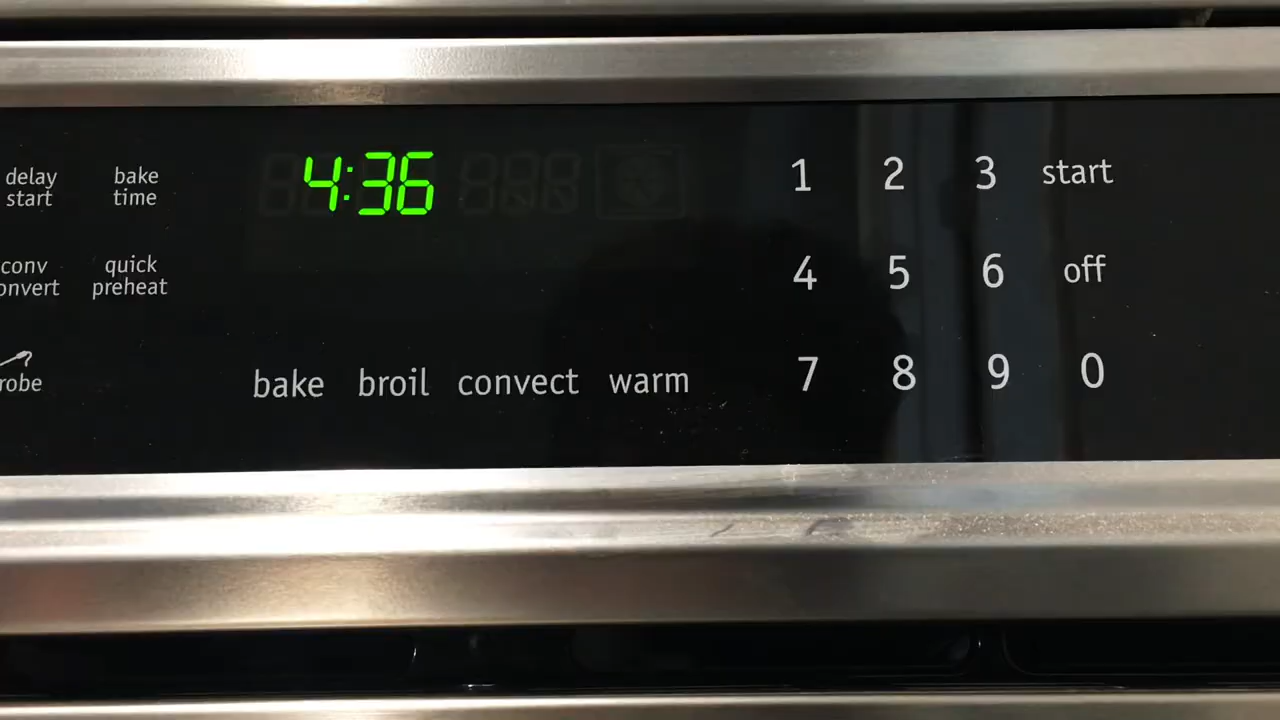 delay
start
bake
time
4:36
1 2 3 start
conv
quick
preheat
4 5 6 off
bake broil convect warm
7 8 9 0